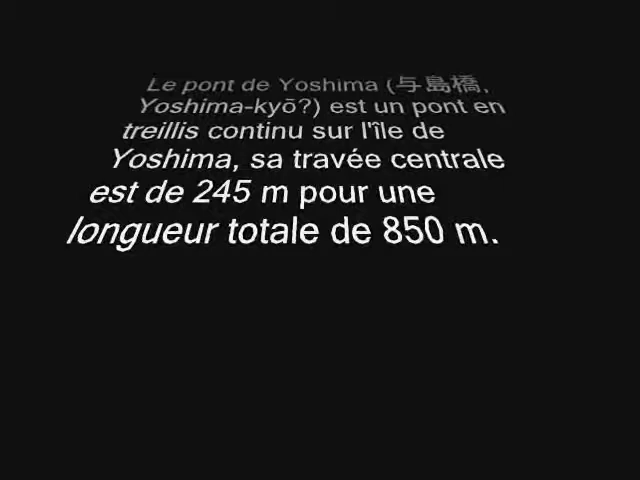 Le pont de Yoshima (与島橋,
Yoshima-kyō?) est un pont en
treillis continu sur l'île de
Yoshima, sa travée centrale
est de 245 m pour une
longueur totale de 850 m.